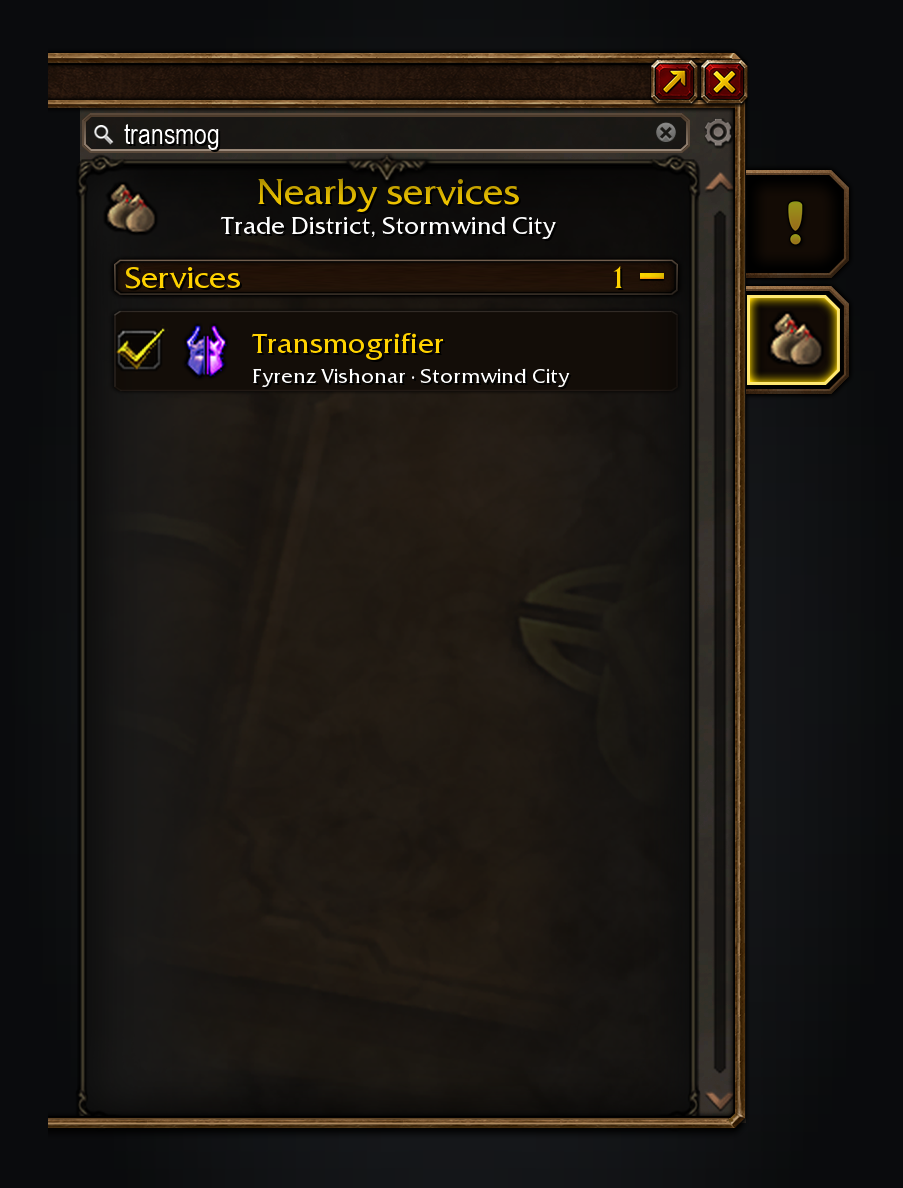 transmog
Nearby services
Trade District, Stormwind City
Services 1
Transmogrifier
Fyrenz Vishonar · Stormwind City